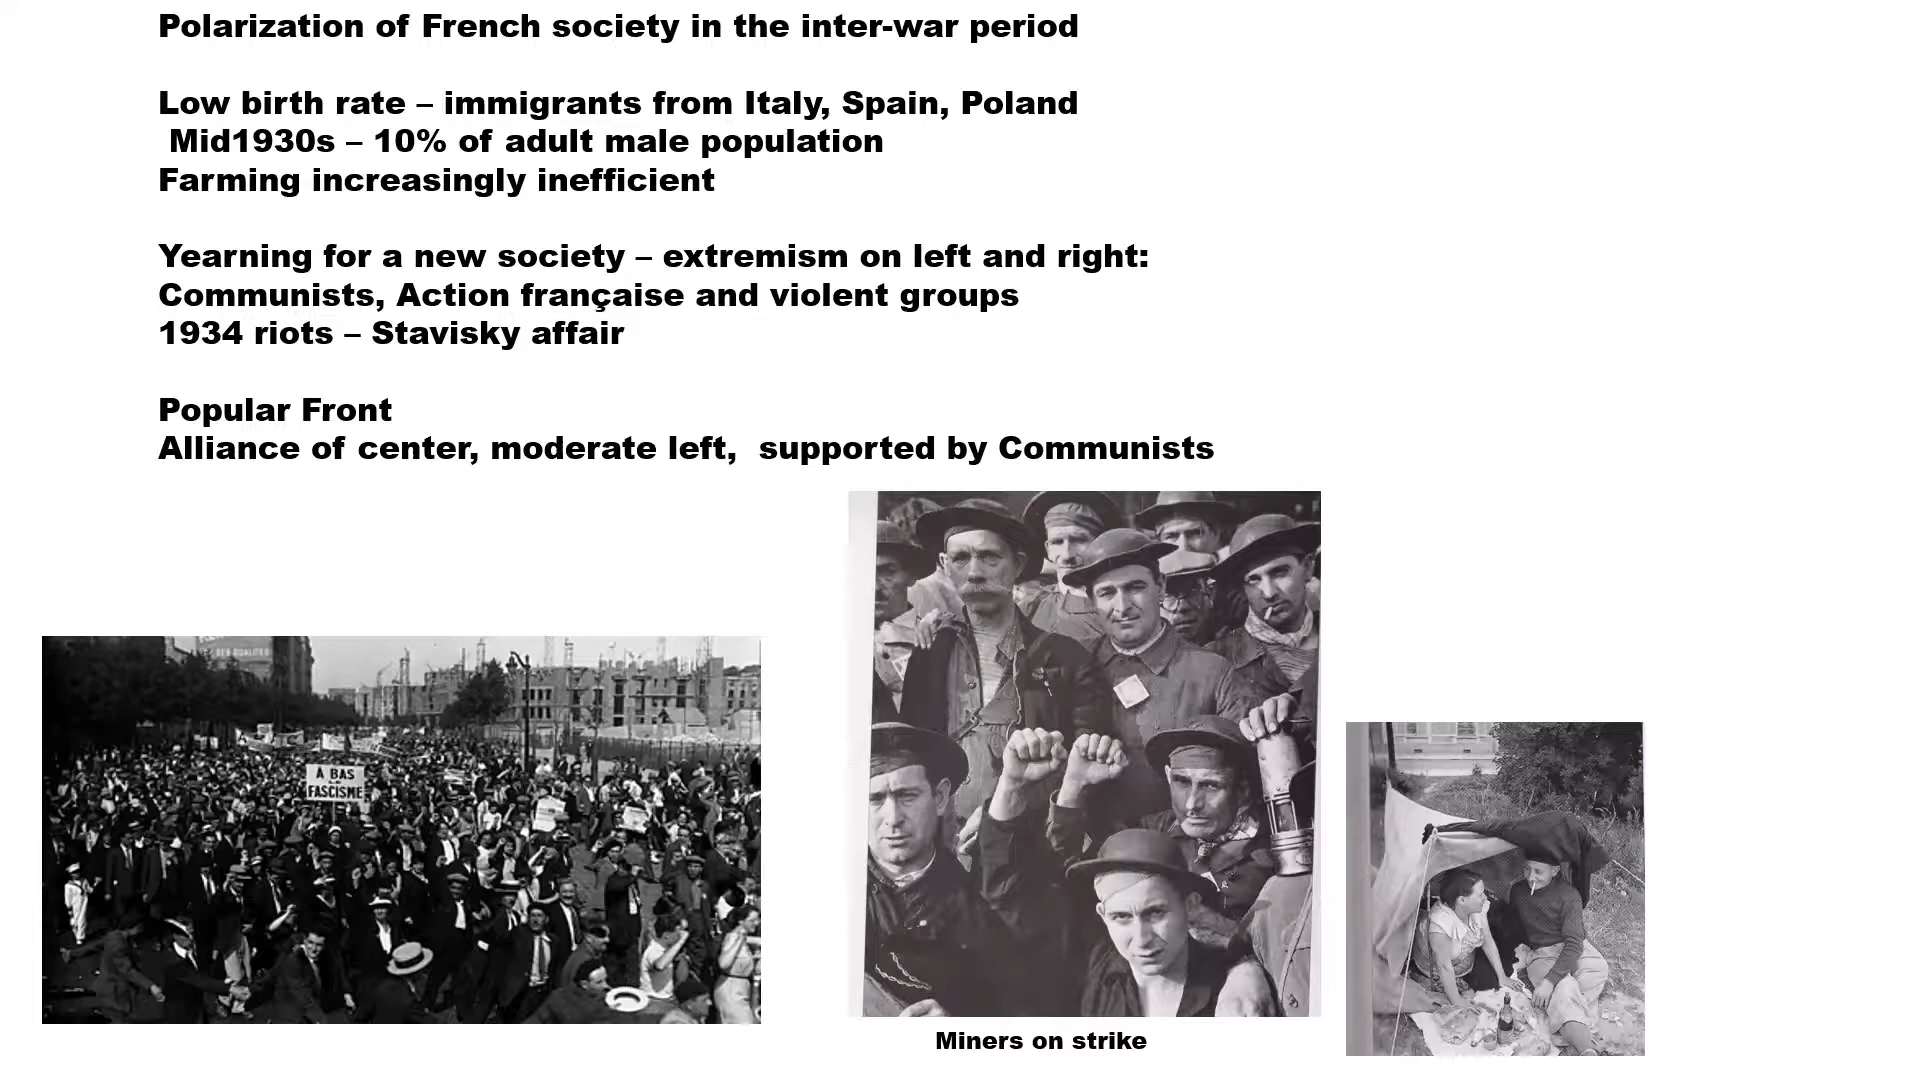 Polarization of French society in the inter-war period
Low birth rate – immigrants from Italy, Spain, Poland
Mid1930s – 10% of adult male population
Farming increasingly inefficient
Yearning for a new society – extremism on left and right:
Communists, Action française and violent groups
1934 riots – Stavisky affair
Popular Front
Alliance of center, moderate left,  supported by Communists
A BAS
LE
FASCISME
Miners on strike